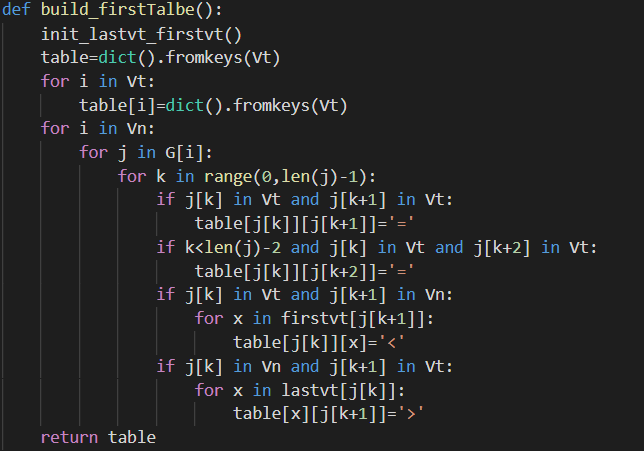 def build_firstTalbe():
    init_lastvt_firstvt()
    table=dict().fromkeys(Vt)
    for i in Vt:
        table[i]=dict().fromkeys(Vt)
    for i in Vn:
        for j in G[i]:
            for k in range(0,len(j)-1):
                if j[k] in Vt and j[k+1] in Vt:
                    table[j[k]][j[k+1]]='='
                if k<len(j)-2 and j[k] in Vt and j[k+2] in Vt:
                    table[j[k]][j[k+2]]='='
                if j[k] in Vt and j[k+1] in Vn:
                    for x in firstvt[j[k+1]]:
                        table[j[k]][x]='<'
                if j[k] in Vn and j[k+1] in Vt:
                    for x in lastvt[j[k]]:
                        table[x][j[k+1]]='>'
    return table